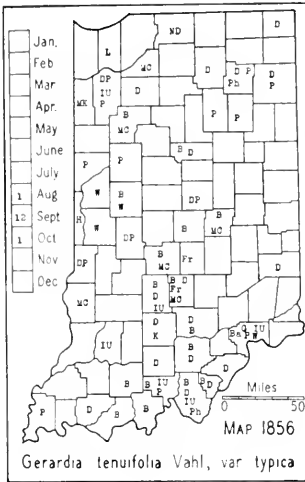 ND
D
L
MC
D P
Ph
D
P
DP
IU
P
D
MK
B
MC
P
P
B D
P
P
W
B
W
DP
H
W
DP
B
B
MC
B
MC
Fr
DP
D
MC
B
D
IU
B D
Fr
MC
D
K
D
B
IU
B
D
D
P
D
B
B
B
B
IU
P
B
D
IU
Ph
B
D
Jan.
Feb
Mar
Apr.
May
June
July
1 Aug
12 Sept
1 Oct
Nov
Dec
Miles
0 50
MAP 1856
Gerardia tenuifolia Vahl, var typica